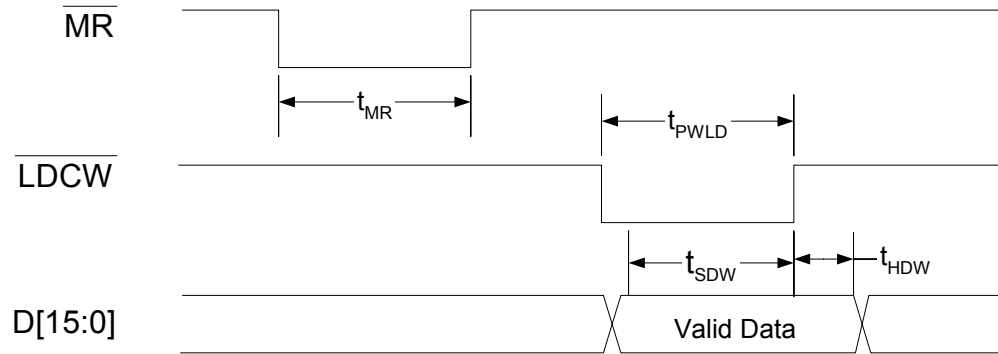 MR
tMR
tPWLD
LDCW
tSDW
tHDW
D[15:0]
Valid Data